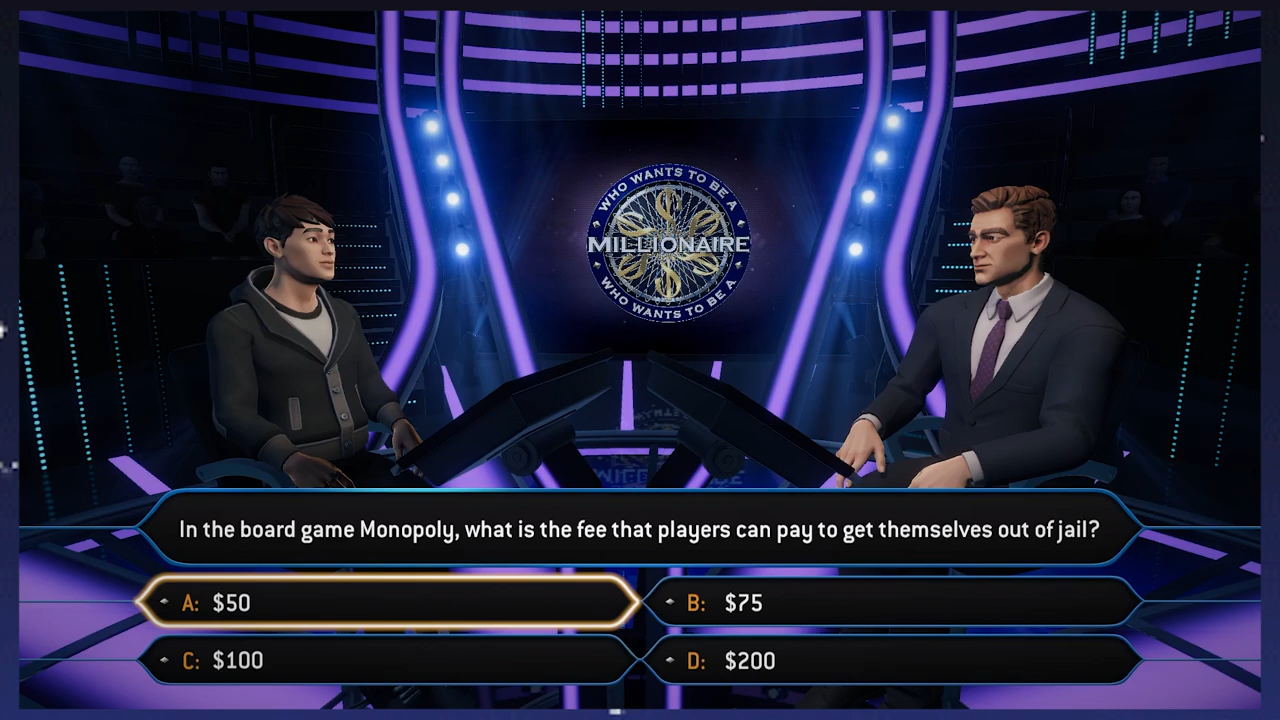 WHO WANTS TO BE A
MILLIONAIRE
WHO WANTS TO BE A
In the board game Monopoly, what is the fee that players can pay to get themselves out of jail?
A: $50
B: $75
C: $100
D: $200